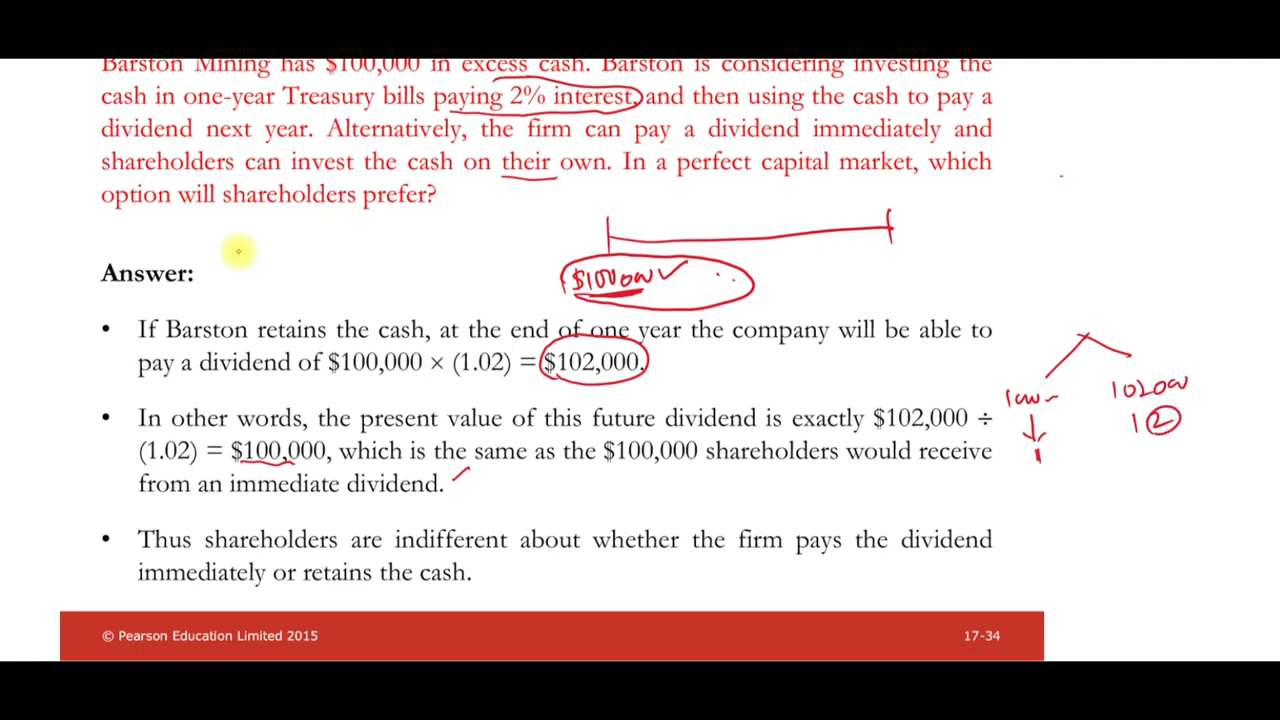 Barston Mining has $100,000 in excess cash. Barston is considering investing the
cash in one-year Treasury bills paying 2% interest, and then using the cash to pay a
dividend next year. Alternatively, the firm can pay a dividend immediately and
shareholders can invest the cash on their own. In a perfect capital market, which
option will shareholders prefer?
Answer:
• If Barston retains the cash, at the end of one year the company will be able to
pay a dividend of $100,000 × (1.02) = $102,000.
• In other words, the present value of this future dividend is exactly $102,000 ÷
(1.02) = $100,000, which is the same as the $100,000 shareholders would receive
from an immediate dividend.
• Thus shareholders are indifferent about whether the firm pays the dividend
immediately or retains the cash.
© Pearson Education Limited 2015
17-34